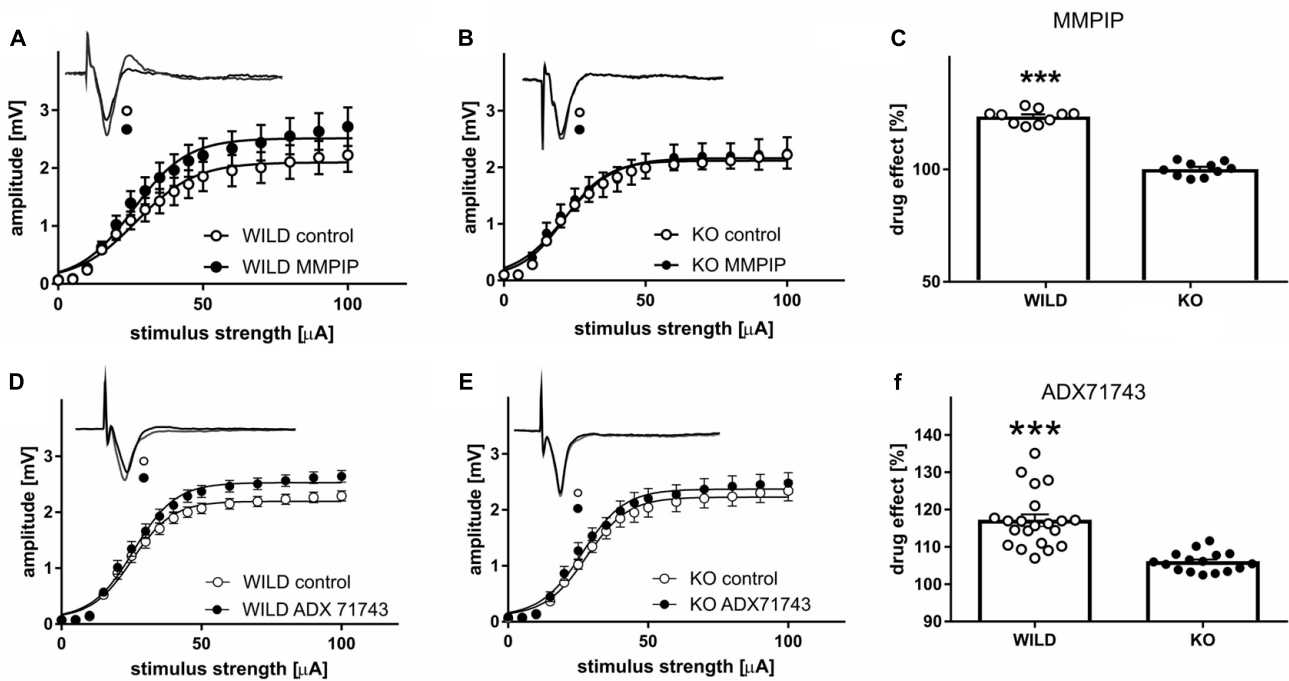 A
amplitude [mV]
3
2
1
0
WILD control
WILD MMPIP
0
50
100
stimulus strength [µA]
B
amplitude [mV]
3
2
1
0
KO control
KO MMPIP
0
50
100
stimulus strength [µA]
C
MMPIP
drug effect [%]
***
100
50
WILD
KO
D
amplitude [mV]
3
2
1
0
WILD control
WILD ADX 71743
0
50
100
stimulus strength [µA]
E
amplitude [mV]
3
2
1
0
KO control
KO ADX71743
0
50
100
stimulus strength [µA]
f
ADX71743
drug effect [%]
***
140
130
120
110
100
90
WILD
KO